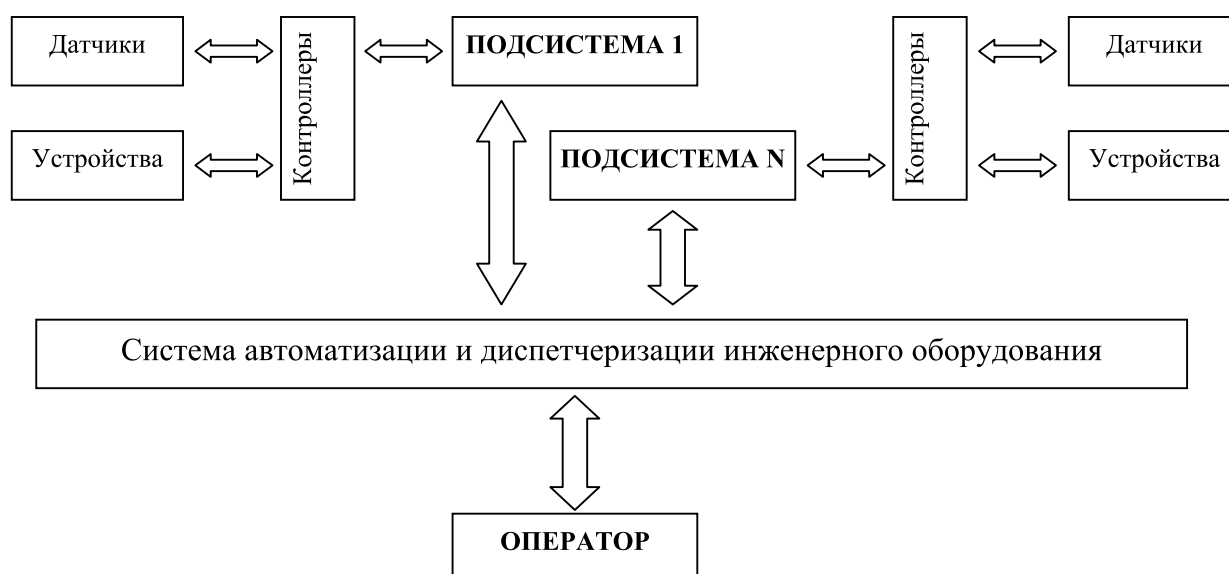 Датчики
Контроллеры
ПОДСИСТЕМА 1
Контроллеры
Датчики
Устройства
ПОДСИСТЕМА N
Устройства
Система автоматизации и диспетчеризации инженерного оборудования
ОПЕРАТОР